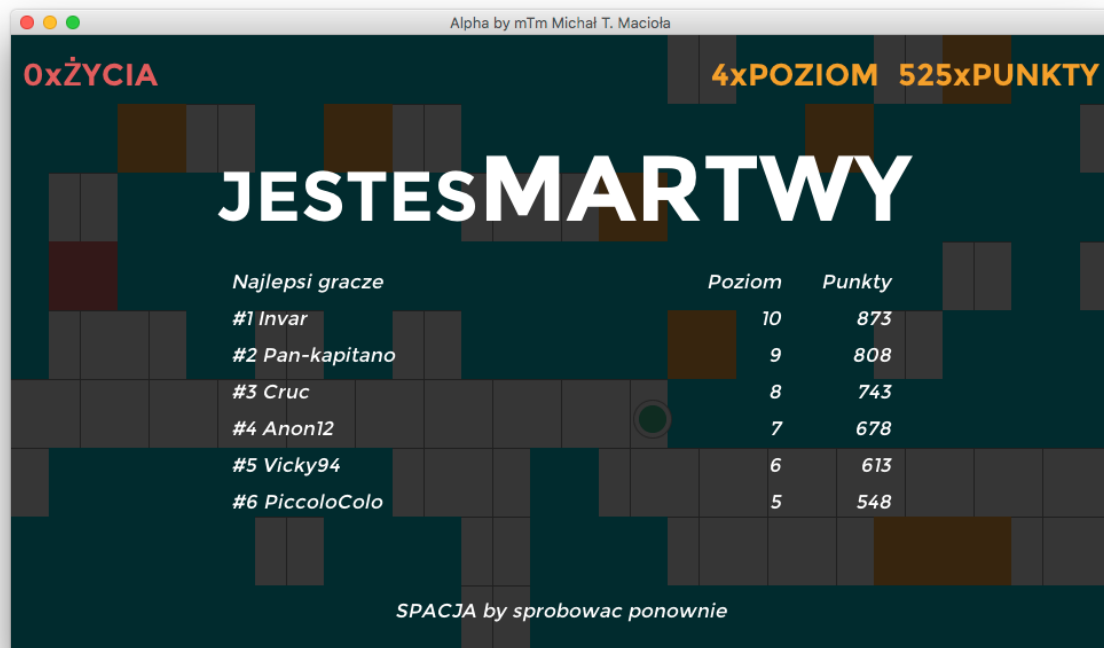 Alpha by mTm Michał T. Macioła
0xŻYCIA 4xPOZIOM 525xPUNKTY
JESTESMARTWY
Najlepsi gracze Poziom Punkty
#1 Invar 10 873
#2 Pan-kapitano 9 808
#3 Cruc 8 743
#4 Anon12 7 678
#5 Vicky94 6 613
#6 PiccoloColo 5 548
SPACJA by sprobowac ponownie